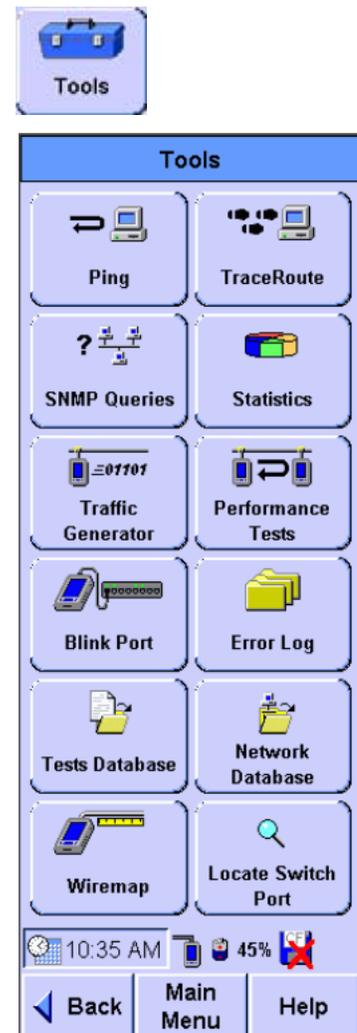 Tools
Tools
Ping
TraceRoute
?
SNMP Queries
Statistics
01101
Traffic
Generator
Performance
Tests
Blink Port
Error Log
Tests Database
Network
Database
Wiremap
Locate Switch
Port
10:35 AM
45%
CF
Back
Main
Menu
Help